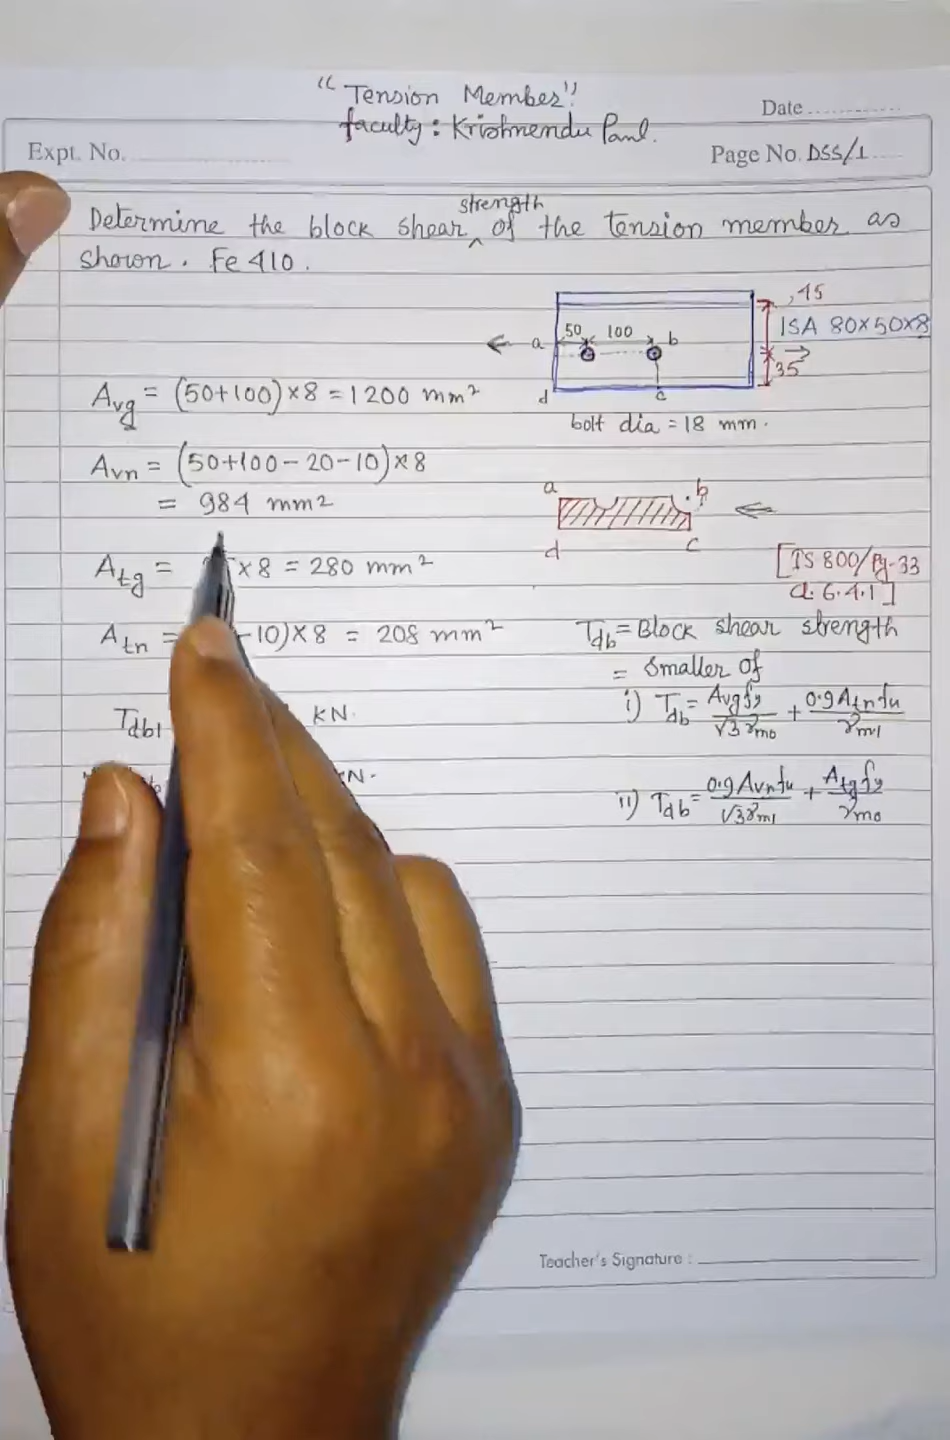 "Tension Member"
faculty: Krishnendu Paul.
Date
Expt. No.
Page No. DSS/1
strength
Determine the block shear ^ of the tension member as
shown. Fe 410.
45
ISA 80×50×8
50 100
a b
35
d c
bolt dia = 18 mm.
Avg = (50+100)×8 = 1200 mm²
Avn = (50+100-20-10)×8
= 984 mm²
a b
d c
[IS 800/Pg-33
Cl. 6.4.1]
Atg = ×8 = 280 mm²
Atn = -10)×8 = 208 mm²
Tdb = Block shear strength
= Smaller of
i) Tdb = Avg fy / √3 γm0 + 0.9 Atn fu / γm1
Tdb1 KN.
KN.
ii) Tdb = 0.9 Avn fu / √3 γm1 + Atg fy / γm0
Teacher's Signature :